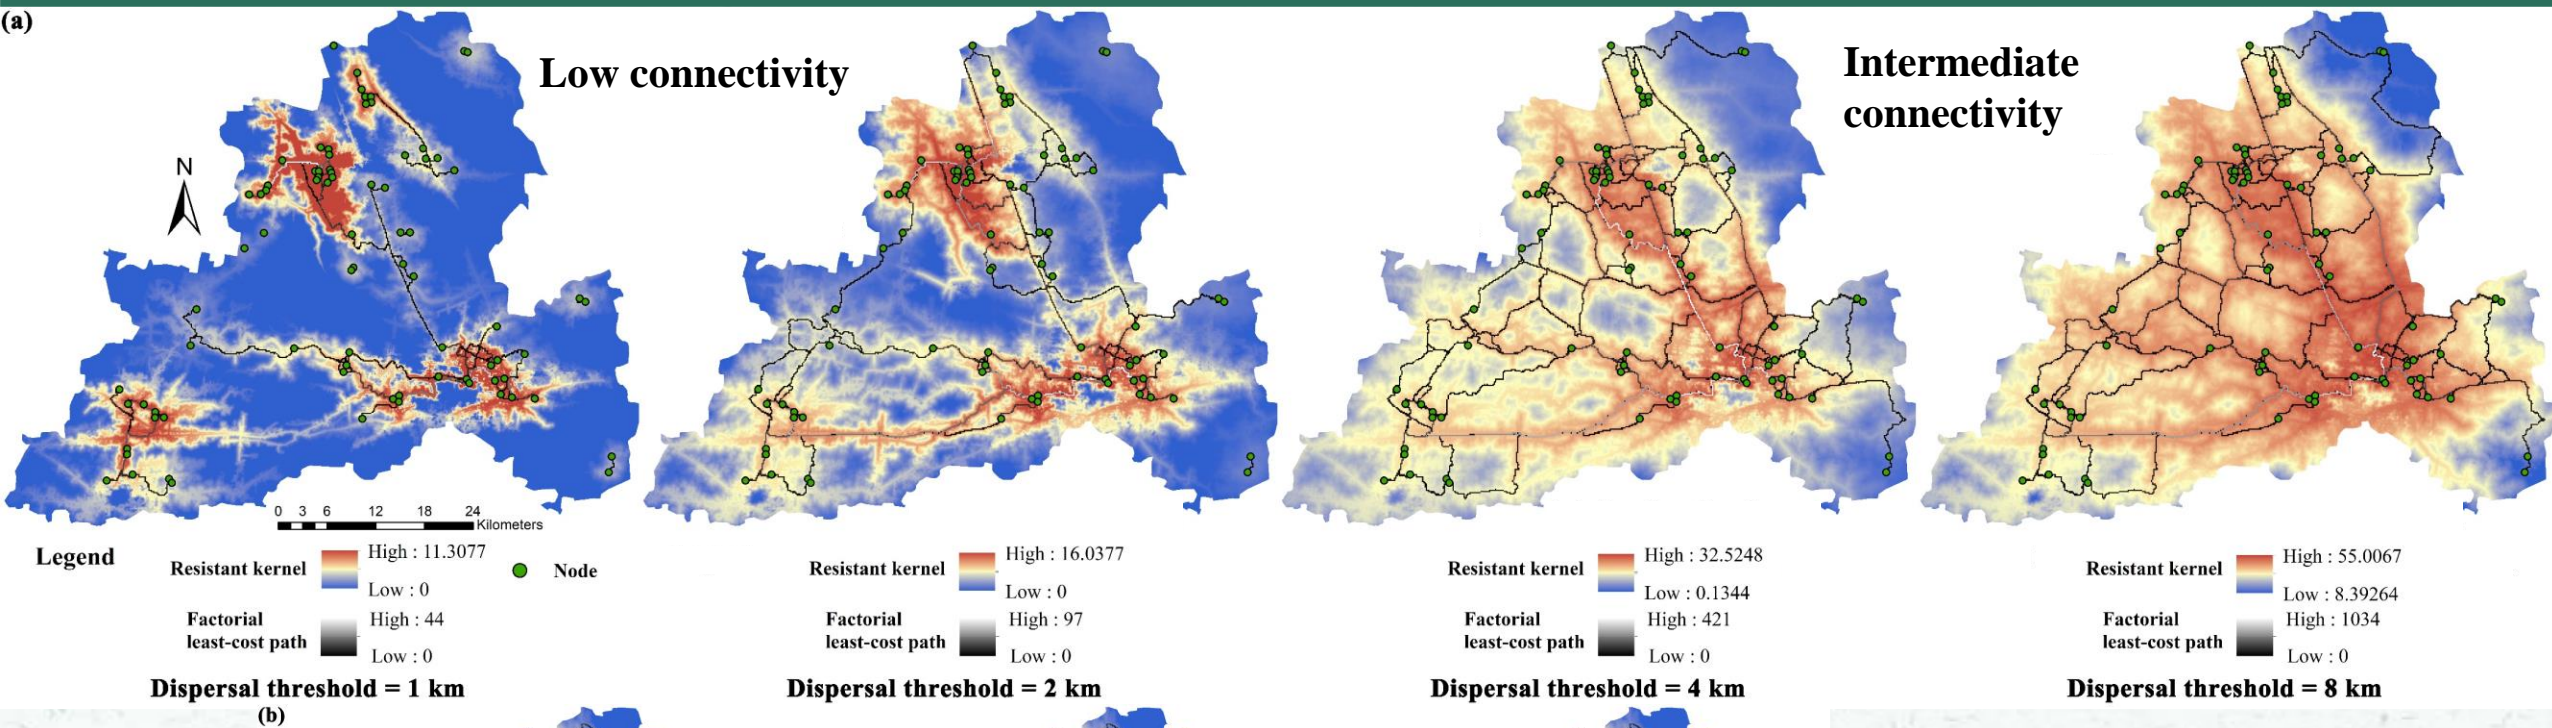 (a)
Low connectivity
Intermediate
connectivity
N
0 3 6 12 18 24
Kilometers
Legend
Resistant kernel
High : 11.3077
Low : 0
Node
Factorial
least-cost path
High : 44
Low : 0
Dispersal threshold = 1 km
Resistant kernel
High : 16.0377
Low : 0
Factorial
least-cost path
High : 97
Low : 0
Dispersal threshold = 2 km
Resistant kernel
High : 32.5248
Low : 0.1344
Factorial
least-cost path
High : 421
Low : 0
Dispersal threshold = 4 km
Resistant kernel
High : 55.0067
Low : 8.39264
Factorial
least-cost path
High : 1034
Low : 0
Dispersal threshold = 8 km
(b)